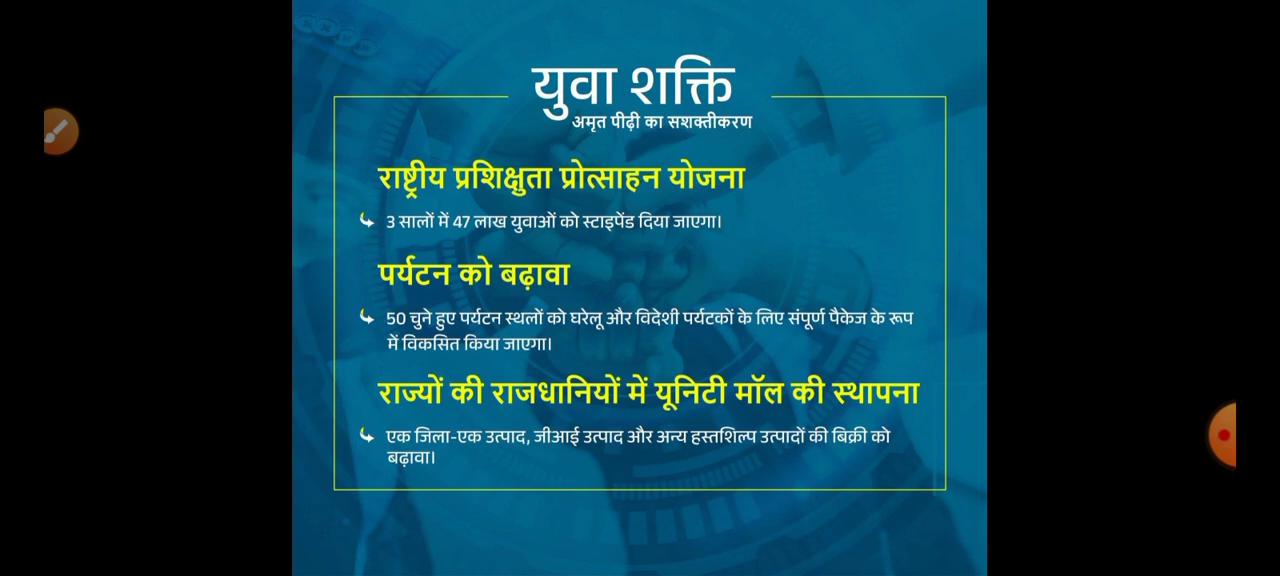 युवा शक्ति
अमृत पीढ़ी का सशक्तीकरण
राष्ट्रीय प्रशिक्षुता प्रोत्साहन योजना
3 सालों में 47 लाख युवाओं को स्टाइपेंड दिया जाएगा।
पर्यटन को बढ़ावा
50 चुने हुए पर्यटन स्थलों को घरेलू और विदेशी पर्यटकों के लिए संपूर्ण पैकेज के रूप
में विकसित किया जाएगा।
राज्यों की राजधानियों में यूनिटी मॉल की स्थापना
एक जिला-एक उत्पाद, जीआई उत्पाद और अन्य हस्तशिल्प उत्पादों की बिक्री को
बढ़ावा।